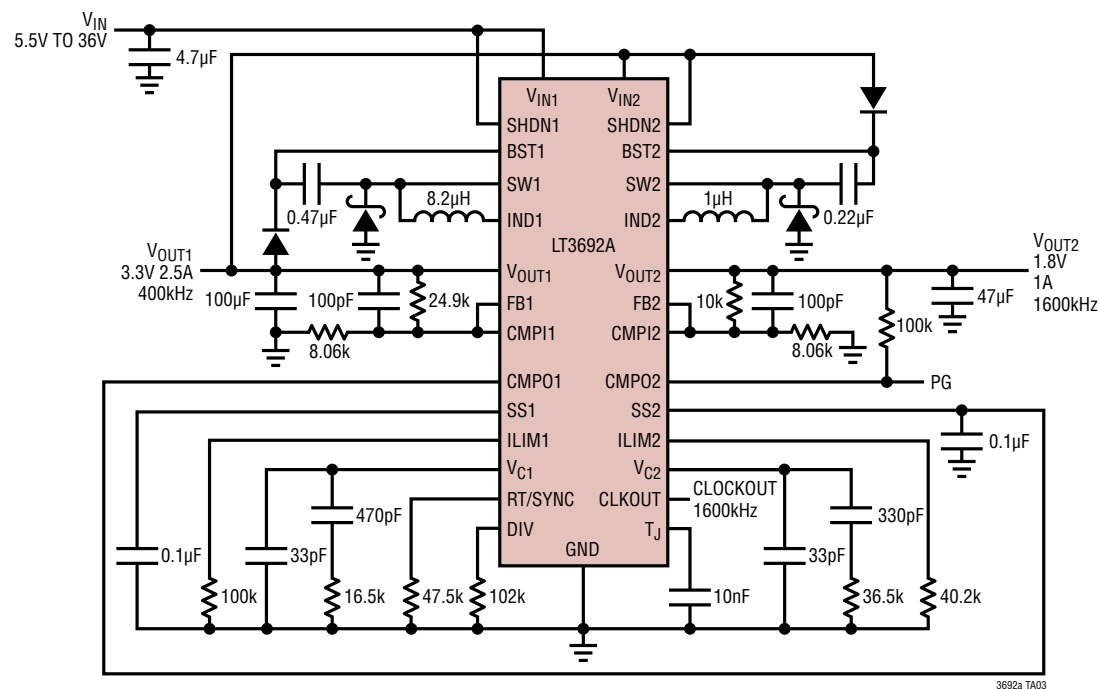 VIN
5.5V TO 36V
4.7µF
VIN1
VIN2
SHDN1
SHDN2
BST1
BST2
SW1
SW2
0.47µF
8.2µH
1µH
0.22µF
IND1
IND2
LT3692A
VOUT1
3.3V 2.5A
400kHz
VOUT1
VOUT2
VOUT2
1.8V
1A
1600kHz
100µF
100pF
24.9k
FB1
FB2
10k
100pF
47µF
8.06k
CMPI1
CMPI2
8.06k
100k
CMPO1
CMPO2
PG
SS1
SS2
ILIM1
ILIM2
0.1µF
VC1
VC2
RT/SYNC
CLKOUT
CLOCKOUT
1600kHz
470pF
330pF
DIV
TJ
GND
0.1µF
33pF
33pF
100k
16.5k
47.5k
102k
10nF
36.5k
40.2k
3692a TA03